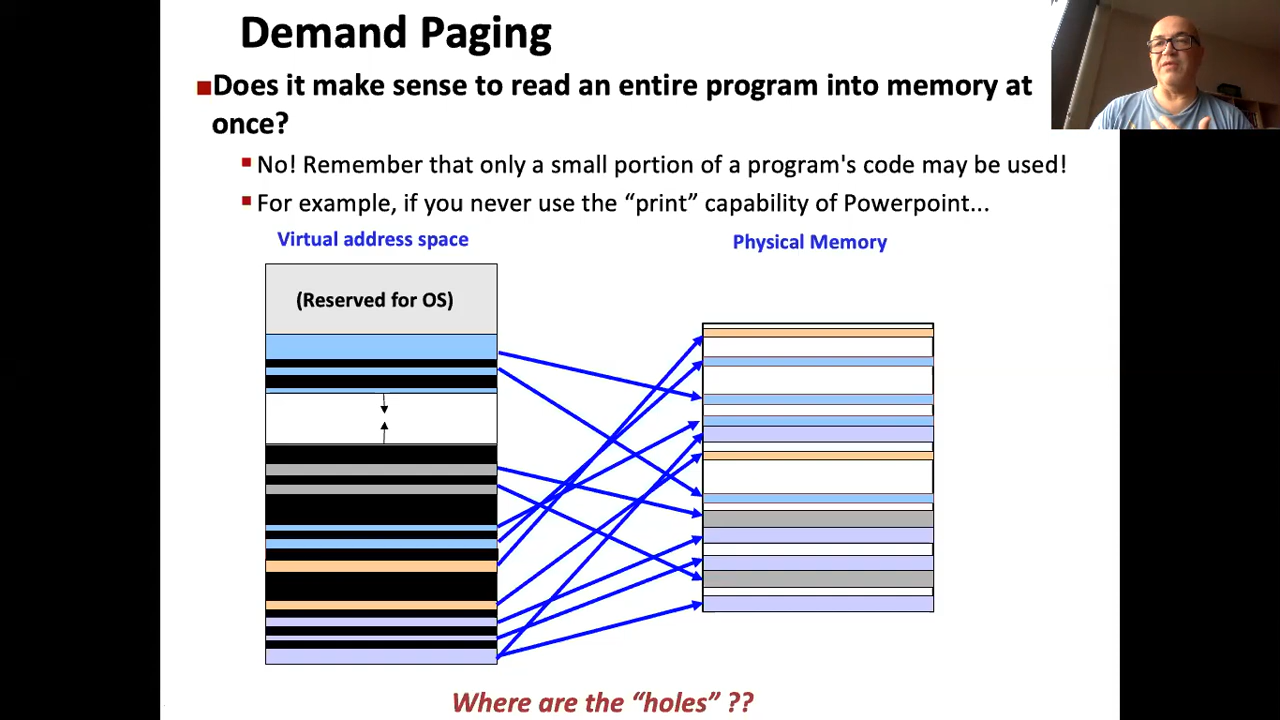 Demand Paging
Does it make sense to read an entire program into memory at
once?
No! Remember that only a small portion of a program's code may be used!
For example, if you never use the “print” capability of Powerpoint...
Virtual address space
Physical Memory
(Reserved for OS)
Where are the “holes” ??